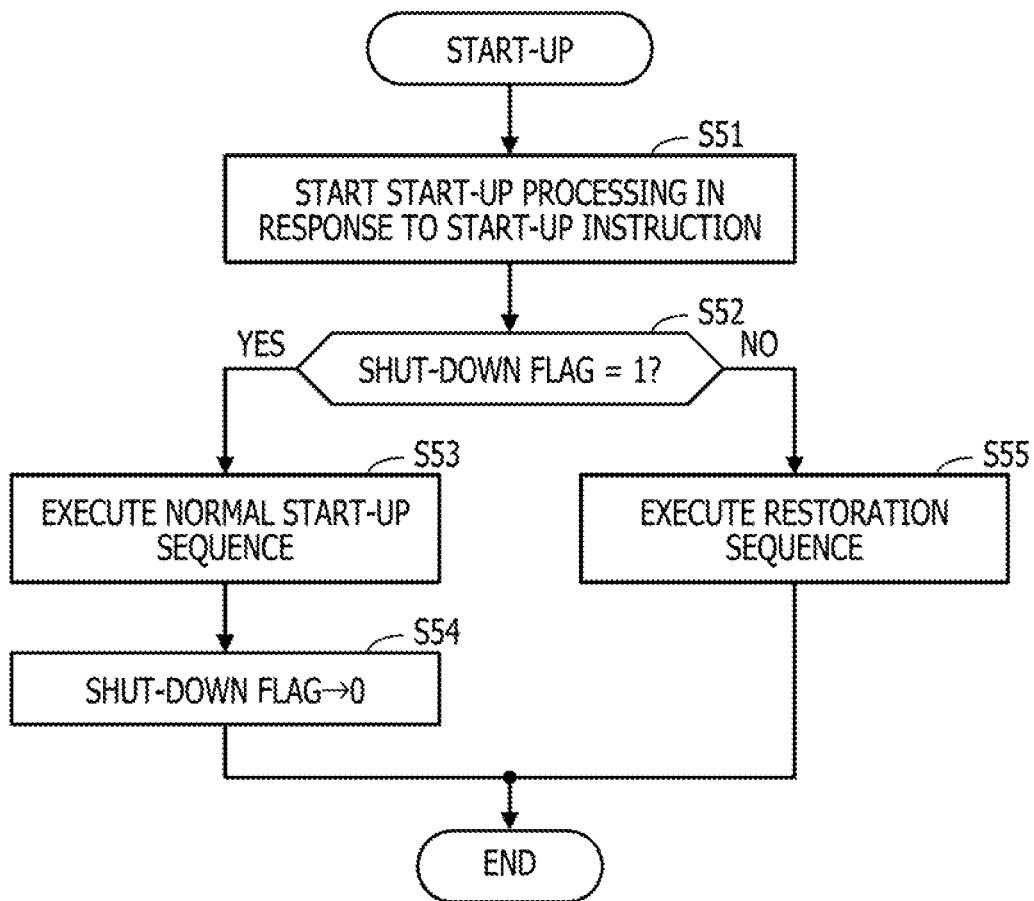 START-UP
S51
START START-UP PROCESSING IN
RESPONSE TO START-UP INSTRUCTION
S52
YES
SHUT-DOWN FLAG = 1?
NO
S53
EXECUTE NORMAL START-UP
SEQUENCE
S55
EXECUTE RESTORATION
SEQUENCE
S54
SHUT-DOWN FLAG→0
END